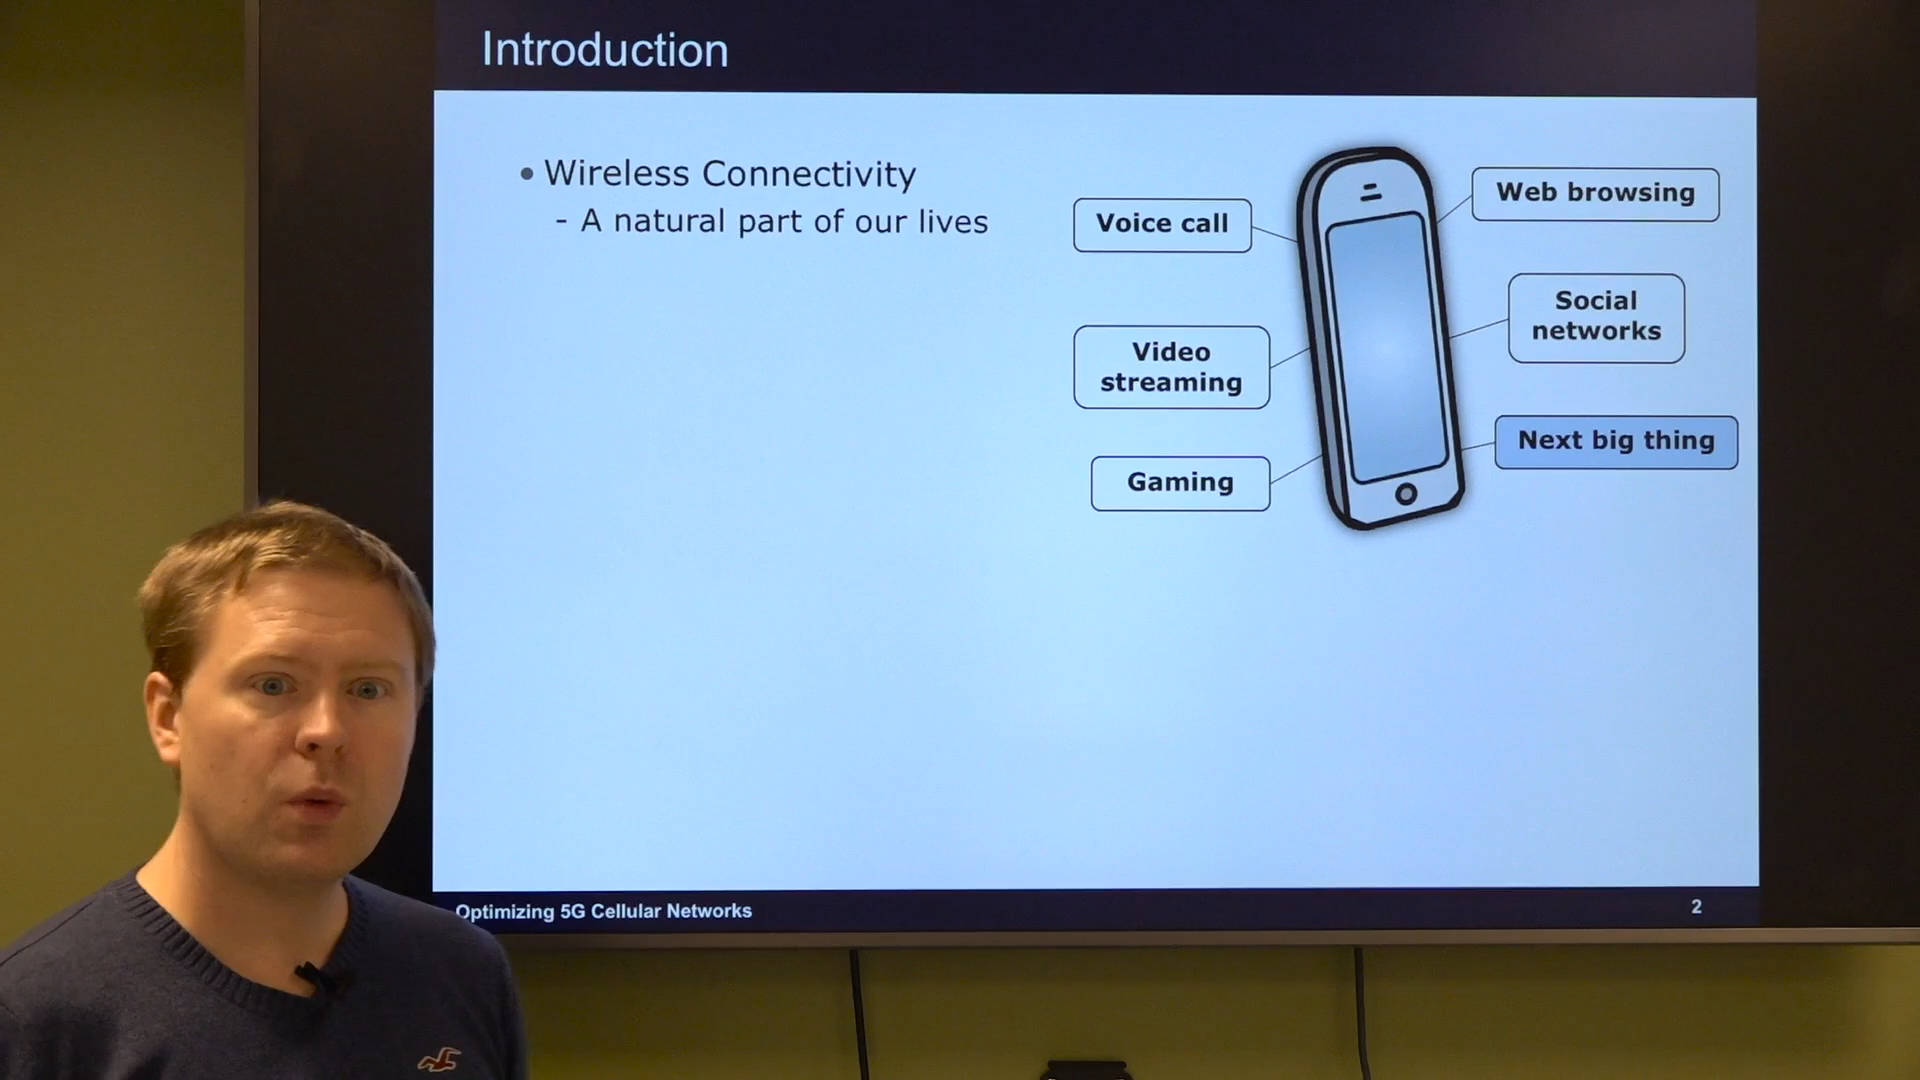 Introduction
• Wireless Connectivity
- A natural part of our lives
Voice call
Video
streaming
Gaming
Web browsing
Social
networks
Next big thing
Optimizing 5G Cellular Networks
2